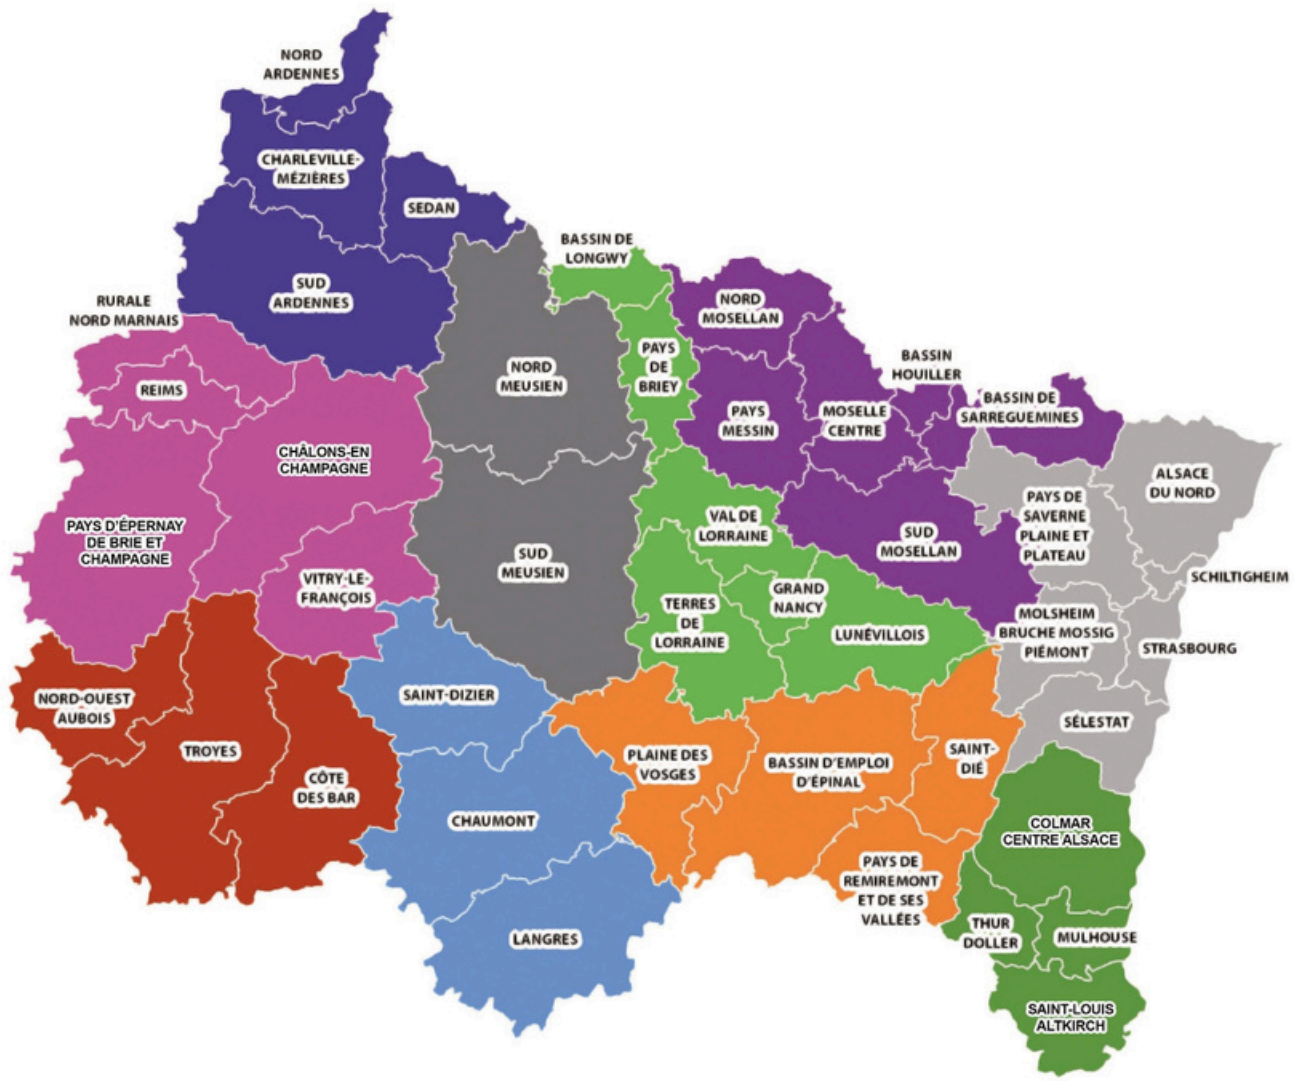 NORD
ARDENNES
CHARLEVILLE-
MÉZIÈRES
SEDAN
BASSIN DE
LONGWY
SUD
ARDENNES
RURALE
NORD MARNAIS
NORD
MOSELLAN
REIMS
NORD
MEUSIEN
PAYS
DE
BRIEY
BASSIN
HOUILLER
PAYS
MESSIN
MOSELLE
CENTRE
BASSIN DE
SARREGUEMINES
CHÂLONS-EN
CHAMPAGNE
ALSACE
DU NORD
PAYS D'ÉPERNAY
DE BRIE ET
CHAMPAGNE
VAL DE
LORRAINE
SUD
MOSELLAN
PAYS DE
SAVERNE
PLAINE ET
PLATEAU
SUD
MEUSIEN
VITRY-LE-
FRANÇOIS
GRAND
NANCY
SCHILTIGHEIM
TERRES
DE
LORRAINE
LUNÉVILLOIS
MOLSHEIM
BRUCHE MOSSIG
PIÉMONT
STRASBOURG
NORD-OUEST
AUBOIS
SAINT-DIZIER
SÉLESTAT
TROYES
CÔTE
DES BAR
PLAINE DES
VOSGES
BASSIN D'EMPLOI
D'ÉPINAL
SAINT-
DIÉ
CHAUMONT
COLMAR
CENTRE ALSACE
PAYS DE
REMIREMONT
ET DE SES
VALLÉES
LANGRES
THUR
DOLLER
MULHOUSE
SAINT-LOUIS
ALTKIRCH